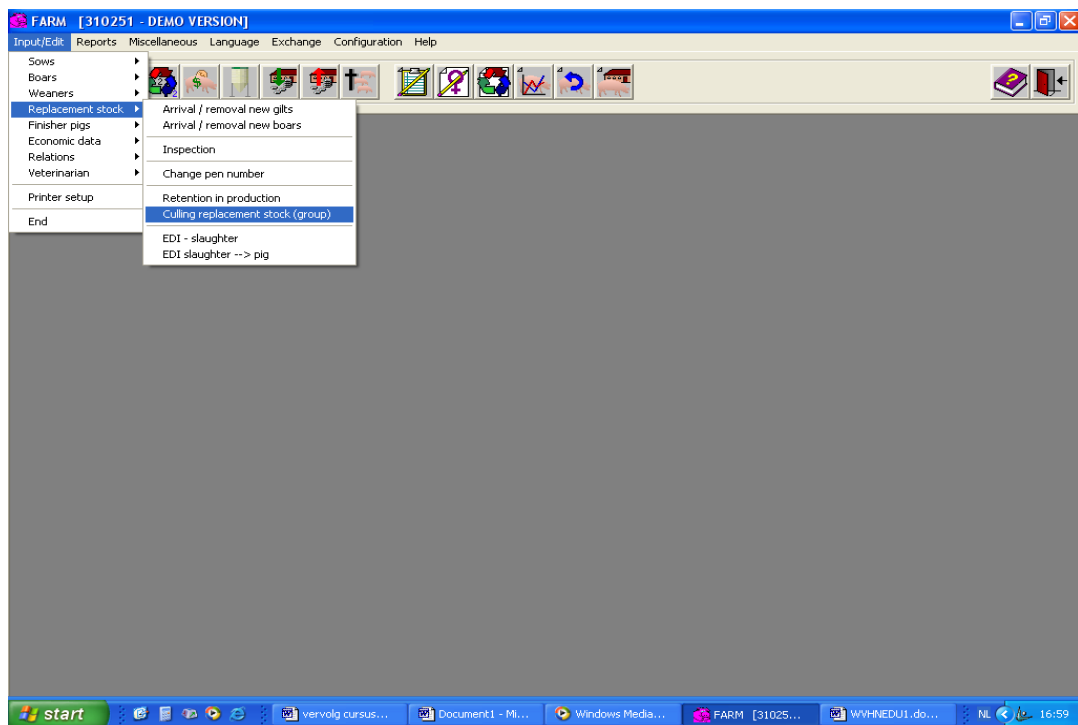 FARM [310251 - DEMO VERSION]
Input/Edit Reports Miscellaneous Language Exchange Configuration Help
Sows
Boars
Weaners
Replacement stock
Finisher pigs
Economic data
Relations
Veterinarian
Printer setup
End
Arrival / removal new gilts
Arrival / removal new boars
Inspection
Change pen number
Retention in production
Culling replacement stock (group)
EDI - slaughter
EDI slaughter --> pig
start vervolg cursus... Document1 - Mi... Windows Media... FARM [31025... WVHNEDU1.do... NL 16:59